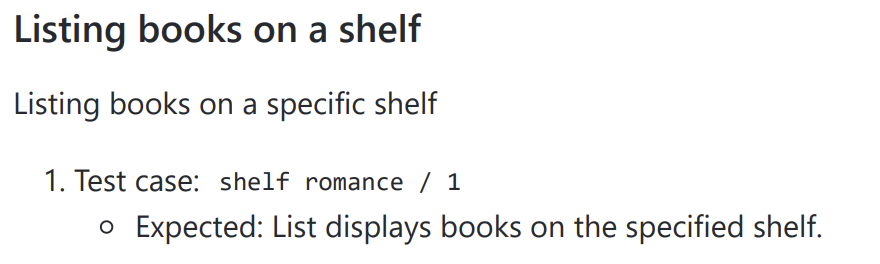 Listing books on a shelf
Listing books on a specific shelf
1. Test case: shelf romance / 1
○ Expected: List displays books on the specified shelf.